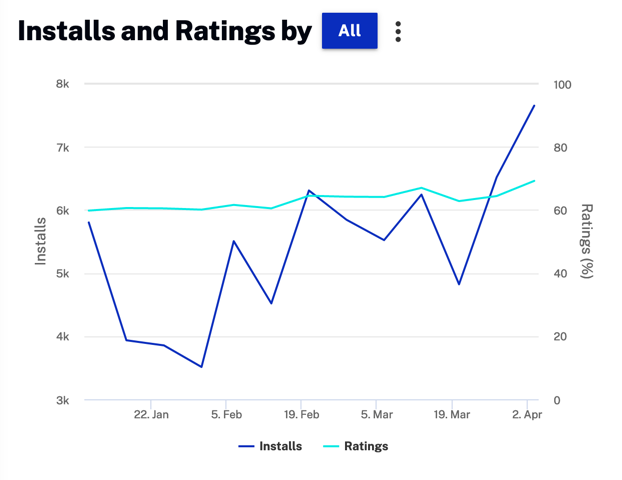 Installs and Ratings by All
8k 100
7k 80
6k 60
5k 40
4k 20
3k 0
Installs
Ratings (%)
22. Jan 5. Feb 19. Feb 5. Mar 19. Mar 2. Apr
Installs Ratings